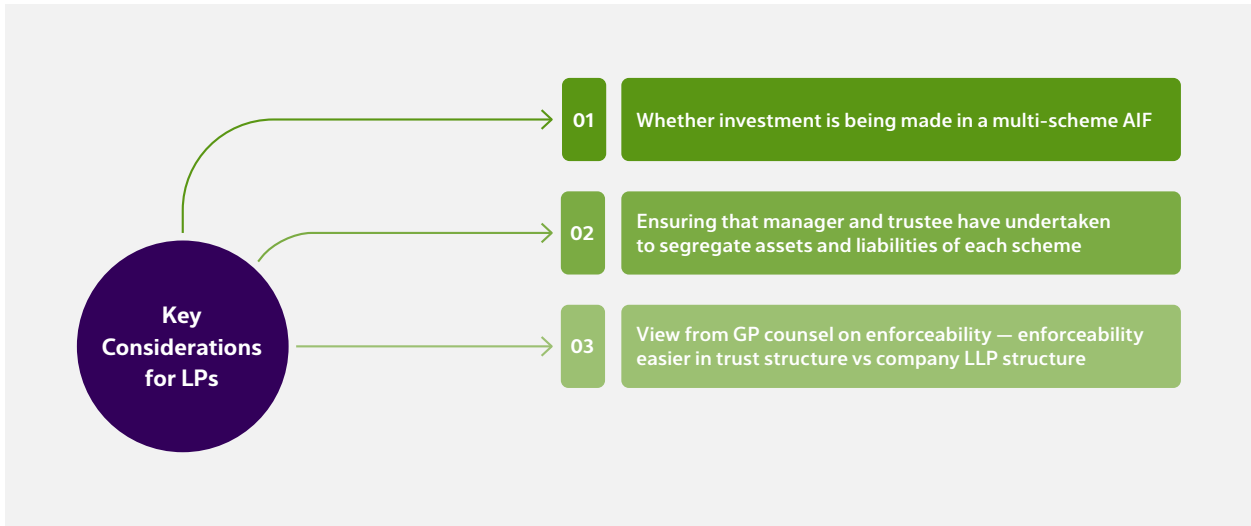 01
Whether investment is being made in a multi-scheme AIF
02
Ensuring that manager and trustee have undertaken
to segregate assets and liabilities of each scheme
Key
Considerations
for LPs
03
View from GP counsel on enforceability — enforceability
easier in trust structure vs company LLP structure